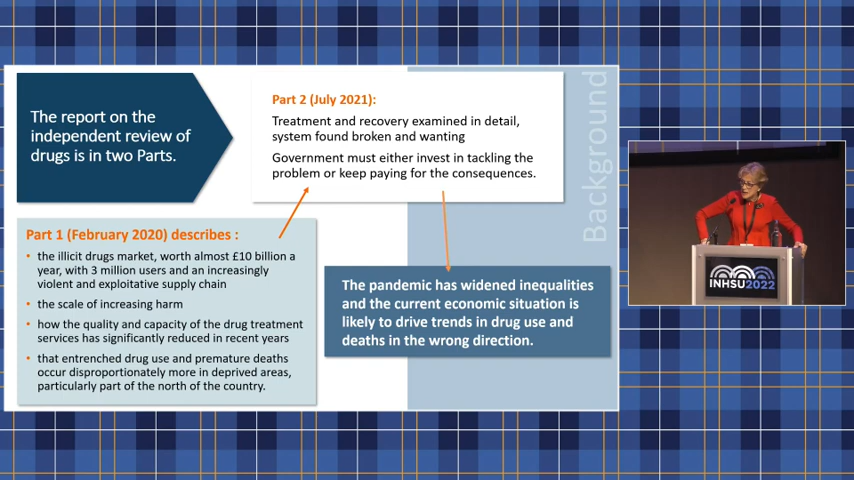 The report on the
independent review of
drugs is in two Parts.
Part 2 (July 2021):
Treatment and recovery examined in detail,
system found broken and wanting
Government must either invest in tackling the
problem or keep paying for the consequences.
Background
Part 1 (February 2020) describes :
• the illicit drugs market, worth almost £10 billion a
year, with 3 million users and an increasingly
violent and exploitative supply chain
• the scale of increasing harm
• how the quality and capacity of the drug treatment
services has significantly reduced in recent years
• that entrenched drug use and premature deaths
occur disproportionately more in deprived areas,
particularly part of the north of the country.
The pandemic has widened inequalities
and the current economic situation is
likely to drive trends in drug use and
deaths in the wrong direction.
INHSU2022